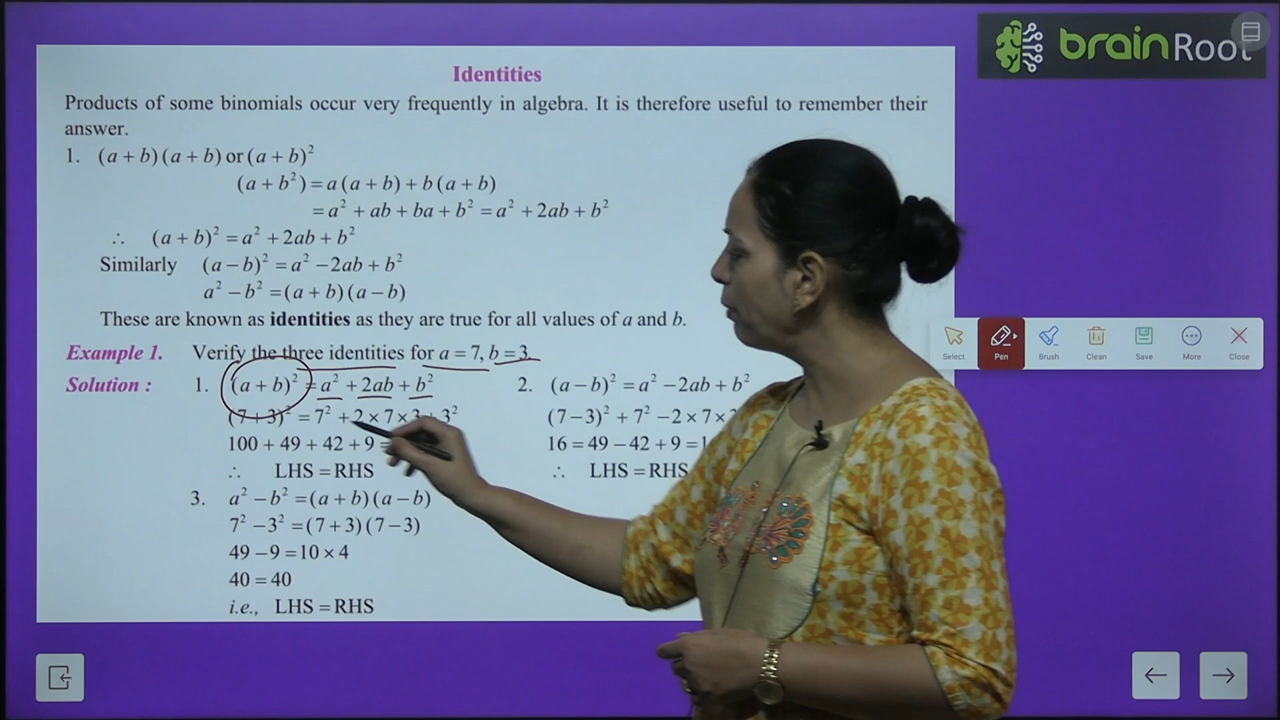 brainRoot
Identities
Products of some binomials occur very frequently in algebra. It is therefore useful to remember their
answer.
1. (a + b) (a + b) or (a + b)²
(a + b²) = a (a + b) + b (a + b)
= a² + ab + ba + b² = a² + 2ab + b²
∴ (a + b)² = a² + 2ab + b²
Similarly (a − b)² = a² − 2ab + b²
a² − b² = (a + b) (a − b)
These are known as identities as they are true for all values of a and b.
Example 1. Verify the three identities for a = 7, b = 3
Solution : 1. (a + b)² = a² + 2ab + b² 2. (a − b)² = a² − 2ab + b²
(7 + 3)² = 7² + 2 × 7 × 3 + 3² (7 − 3)² + 7² − 2 × 7 ×
100 + 49 + 42 + 9 = 16 = 49 − 42 + 9 =
∴ LHS = RHS ∴ LHS = RHS
3. a² − b² = (a + b) (a − b)
7² − 3² = (7 + 3) (7 − 3)
49 − 9 = 10 × 4
40 = 40
i.e., LHS = RHS
Select Pen Brush Clean Save More Close